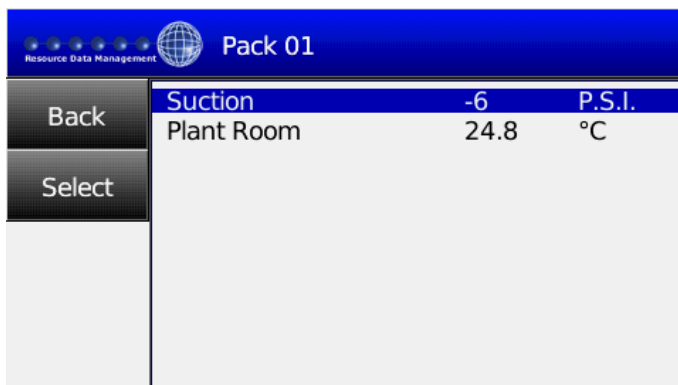 Resource Data Management
Pack 01
Back
Select
Suction -6 P.S.I.
Plant Room 24.8 °C